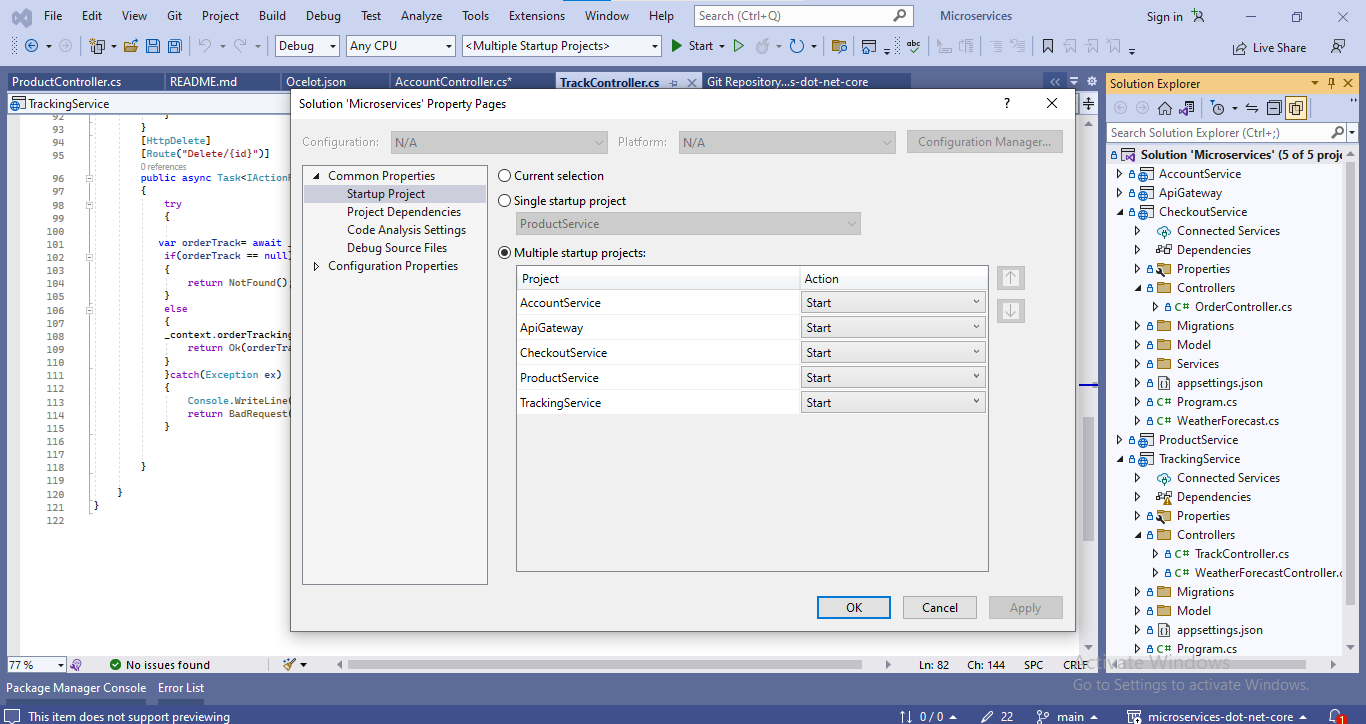 File Edit View Git Project Build Debug Test Analyze Tools Extensions Window Help Search (Ctrl+Q) Microservices Sign in
Debug Any CPU <Multiple Startup Projects> Start Live Share
ProductController.cs README.md Ocelot.json AccountController.cs* TrackController.cs Git Repository...s-dot-net-core
TrackingService
92 }
93 }
94 [HttpDelete]
95 [Route("Delete/{id}")]
0 references
96 public async Task<IActionR
97 {
98 try
99 {
100
101 var orderTrack= await _
102 if(orderTrack == null)
103 {
104 return NotFound();
105 }
106 else
107 {
108 _context.orderTracking
109 return Ok(orderTra
110 }
111 }catch(Exception ex)
112 {
113 Console.WriteLine(
114 return BadRequest(
115 }
116
117
118 }
119
120 }
121 }
122
Solution 'Microservices' Property Pages ?
Configuration: N/A Platform: N/A Configuration Manager...
Common Properties
Startup Project
Project Dependencies
Code Analysis Settings
Debug Source Files
Configuration Properties
Current selection
Single startup project
ProductService
Multiple startup projects:
Project Action
AccountService Start
ApiGateway Start
CheckoutService Start
ProductService Start
TrackingService Start
OK Cancel Apply
Solution Explorer
Search Solution Explorer (Ctrl+;)
Solution 'Microservices' (5 of 5 proje
AccountService
ApiGateway
CheckoutService
Connected Services
Dependencies
Properties
Controllers
C# OrderController.cs
Migrations
Model
Services
appsettings.json
C# Program.cs
C# WeatherForecast.cs
ProductService
TrackingService
Connected Services
Dependencies
Properties
Controllers
C# TrackController.cs
C# WeatherForecastController.c
Migrations
Model
appsettings.json
C# Program.cs
77 % No issues found Ln: 82 Ch: 144 SPC CRLF
Activate Windows
Go to Settings to activate Windows.
Package Manager Console Error List
This item does not support previewing 0 / 0 22 main microservices-dot-net-core 1